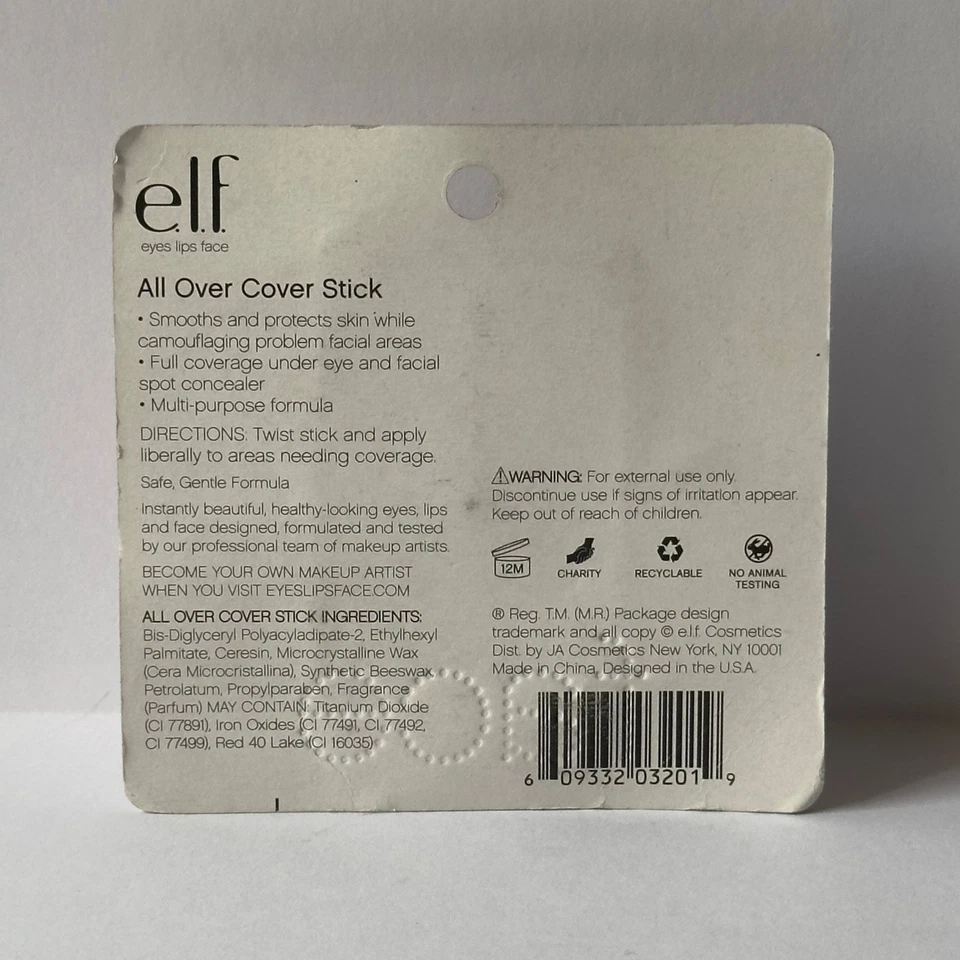 e.l.f.
eyes lips face
All Over Cover Stick
• Smooths and protects skin while
camouflaging problem facial areas
• Full coverage under eye and facial
spot concealer
• Multi-purpose formula
DIRECTIONS: Twist stick and apply
liberally to areas needing coverage.
Safe, Gentle Formula
Instantly beautiful, healthy-looking eyes, lips
and face designed, formulated and tested
by our professional team of makeup artists.
BECOME YOUR OWN MAKEUP ARTIST
WHEN YOU VISIT EYESLIPSFACE.COM
ALL OVER COVER STICK INGREDIENTS:
Bis-Diglyceryl Polyacyladipate-2, Ethylhexyl
Palmitate, Ceresin, Microcrystalline Wax
(Cera Microcristallina), Synthetic Beeswax,
Petrolatum, Propylparaben, Fragrance
(Parfum) MAY CONTAIN: Titanium Dioxide
(CI 77891), Iron Oxides (CI 77491, CI 77492,
CI 77499), Red 40 Lake (CI 16035)
⚠WARNING: For external use only.
Discontinue use if signs of irritation appear.
Keep out of reach of children.
12M
CHARITY
RECYCLABLE
NO ANIMAL
TESTING
® Reg. T.M. (M.R.) Package design
trademark and all copy © e.l.f. Cosmetics
Dist. by JA Cosmetics New York, NY 10001
Made in China, Designed in the U.S.A.
6 09332 03201 9